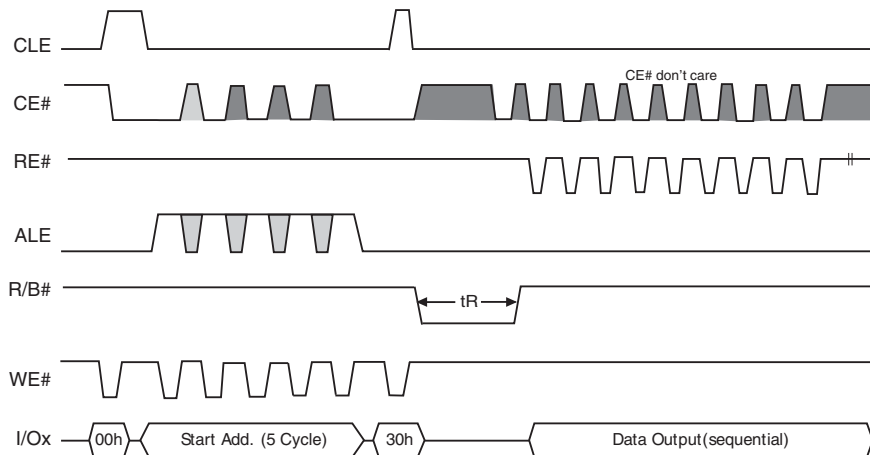 CLE
CE# don't care
CE#
RE#
ALE
R/B#
tR
WE#
I/Ox
00h
Start Add. (5 Cycle)
30h
Data Output(sequential)